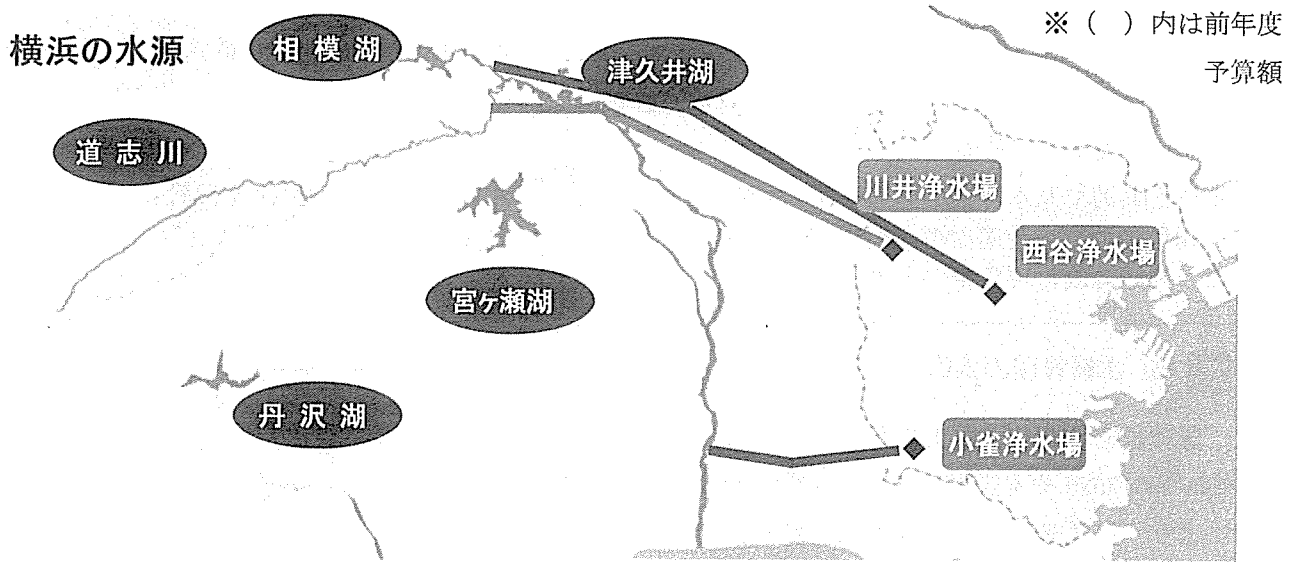 横浜の水源
相模湖
津久井湖
※（ ）内は前年度
予算額
道志川
川井浄水場
西谷浄水場
宮ヶ瀬湖
丹沢湖
小雀浄水場